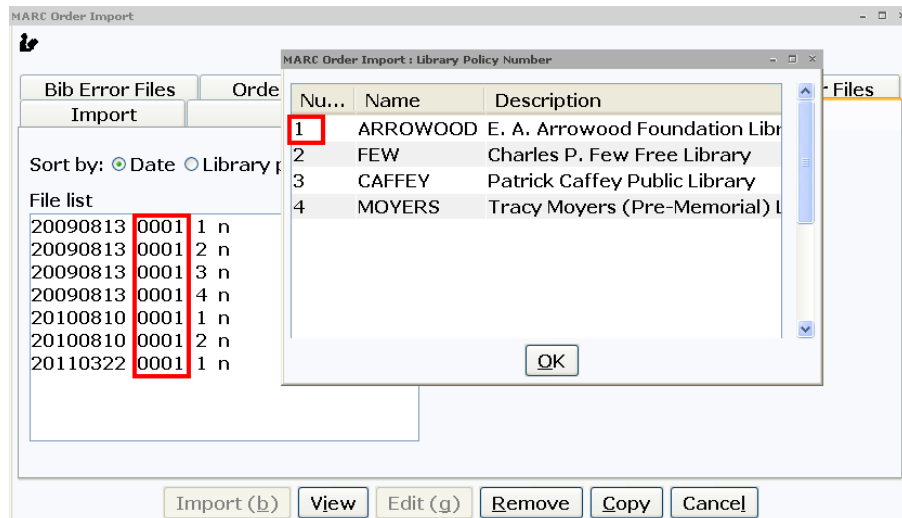 MARC Order Import
MARC Order Import : Library Policy Number
Bib Error Files
Orde
Files
Import
Nu... Name Description
1 ARROWOOD E. A. Arrowood Foundation Libr
2 FEW Charles P. Few Free Library
3 CAFFEY Patrick Caffey Public Library
4 MOYERS Tracy Moyers (Pre-Memorial) L
OK
Sort by: Date Library p
File list
20090813 0001 1 n
20090813 0001 2 n
20090813 0001 3 n
20090813 0001 4 n
20100810 0001 1 n
20100810 0001 2 n
20110322 0001 1 n
Import (b) View Edit (g) Remove Copy Cancel